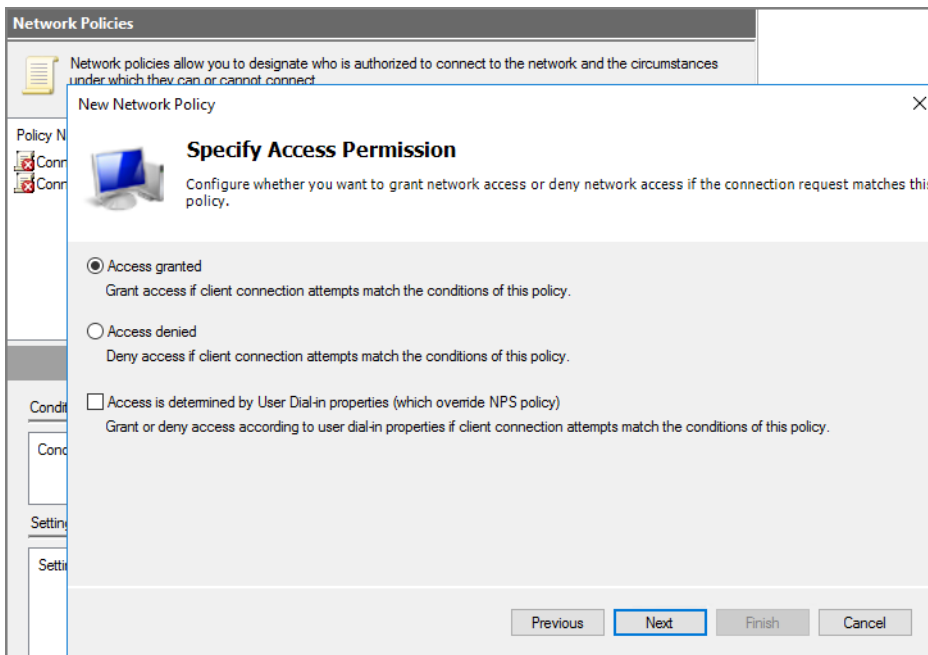 Network Policies
Network policies allow you to designate who is authorized to connect to the network and the circumstances
under which they can or cannot connect
New Network Policy
Policy N
Conn
Conn
Specify Access Permission
Configure whether you want to grant network access or deny network access if the connection request matches this
policy.
Access granted
Grant access if client connection attempts match the conditions of this policy.
Access denied
Deny access if client connection attempts match the conditions of this policy.
Access is determined by User Dial-in properties (which override NPS policy)
Grant or deny access according to user dial-in properties if client connection attempts match the conditions of this policy.
Condit
Cond
Setting
Settin
Previous
Next
Finish
Cancel